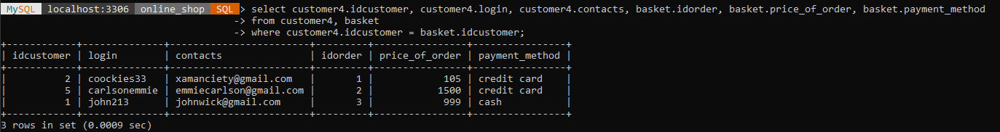 MySQL localhost:3306 online_shop SQL > select customer4.idcustomer, customer4.login, customer4.contacts, basket.idorder, basket.price_of_order, basket.payment_method
-> from customer4, basket
-> where customer4.idcustomer = basket.idcustomer;
+------------+--------------+------------------------+---------+----------------+----------------+
| idcustomer | login        | contacts               | idorder | price_of_order | payment_method |
+------------+--------------+------------------------+---------+----------------+----------------+
|          2 | coockies33   | xamanciety@gmail.com   |       1 |            105 | credit card    |
|          5 | carlsonemmie | emmiecarlson@gmail.com |       2 |           1500 | credit card    |
|          1 | john213      | johnwick@gmail.com     |       3 |            999 | cash           |
+------------+--------------+------------------------+---------+----------------+----------------+
3 rows in set (0.0009 sec)